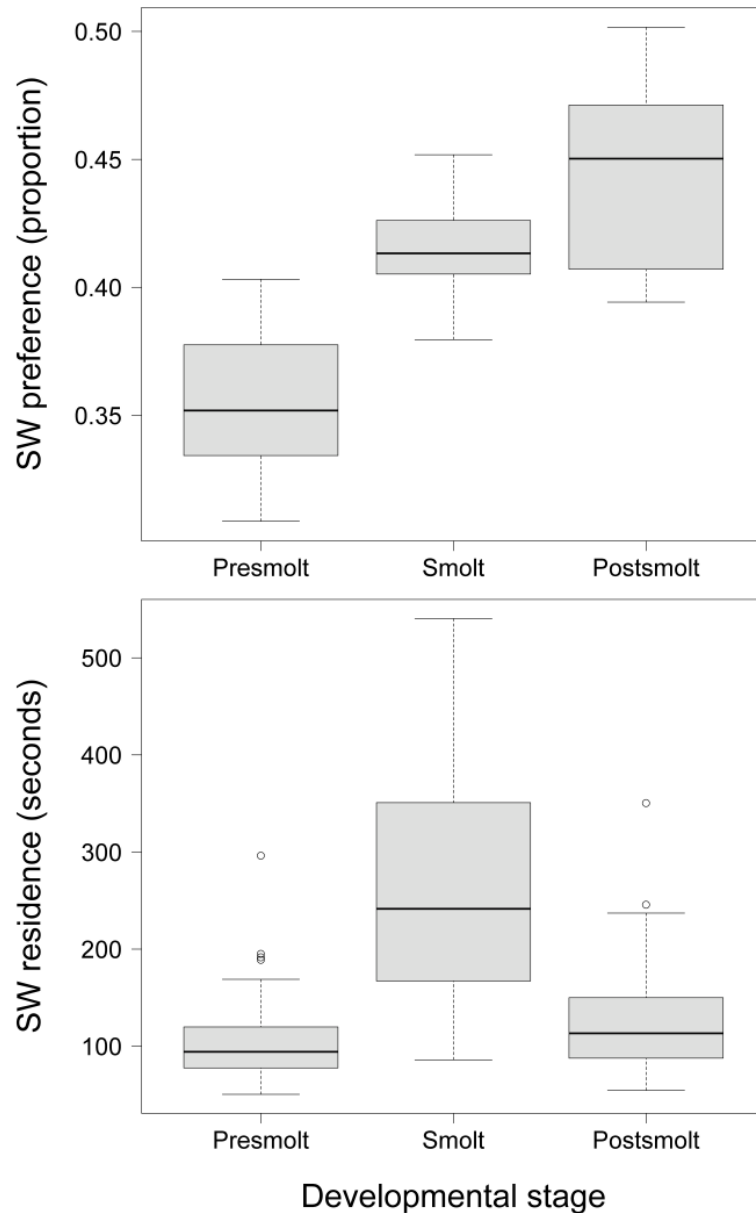 SW preference (proportion)
0.50
0.45
0.40
0.35
Presmolt Smolt Postsmolt
SW residence (seconds)
500
400
300
200
100
Presmolt Smolt Postsmolt
Developmental stage